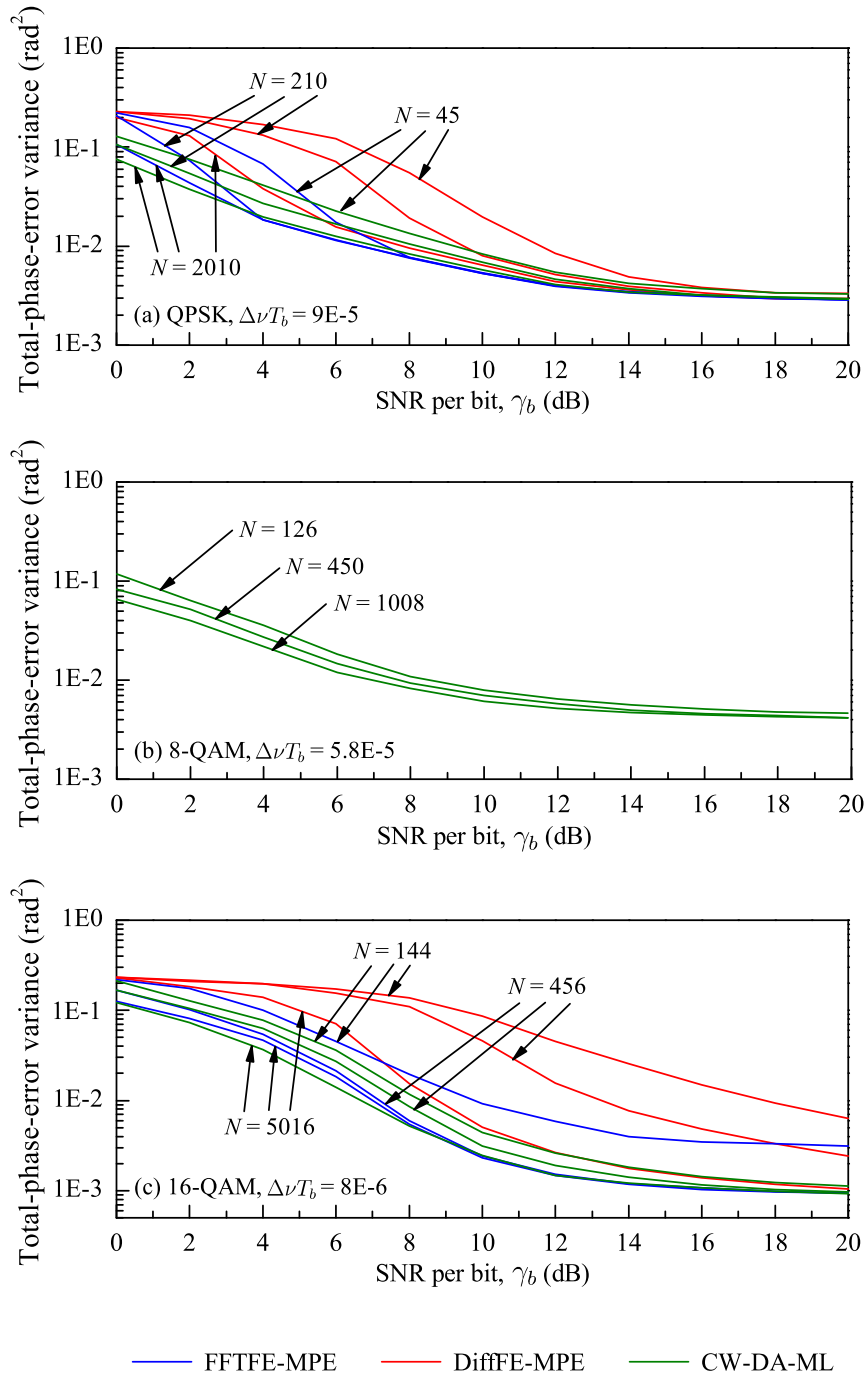 Total-phase-error variance (rad²)
1E0
1E-1
1E-2
1E-3
N = 210
N = 45
N = 2010
(a) QPSK, ΔνT_b = 9E-5
0 2 4 6 8 10 12 14 16 18 20
SNR per bit, γ_b (dB)
Total-phase-error variance (rad²)
1E0
1E-1
1E-2
1E-3
N = 126
N = 450
N = 1008
(b) 8-QAM, ΔνT_b = 5.8E-5
0 2 4 6 8 10 12 14 16 18 20
SNR per bit, γ_b (dB)
Total-phase-error variance (rad²)
1E0
1E-1
1E-2
1E-3
N = 144
N = 456
N = 5016
(c) 16-QAM, ΔνT_b = 8E-6
0 2 4 6 8 10 12 14 16 18 20
SNR per bit, γ_b (dB)
FFTFE-MPE DiffFE-MPE CW-DA-ML